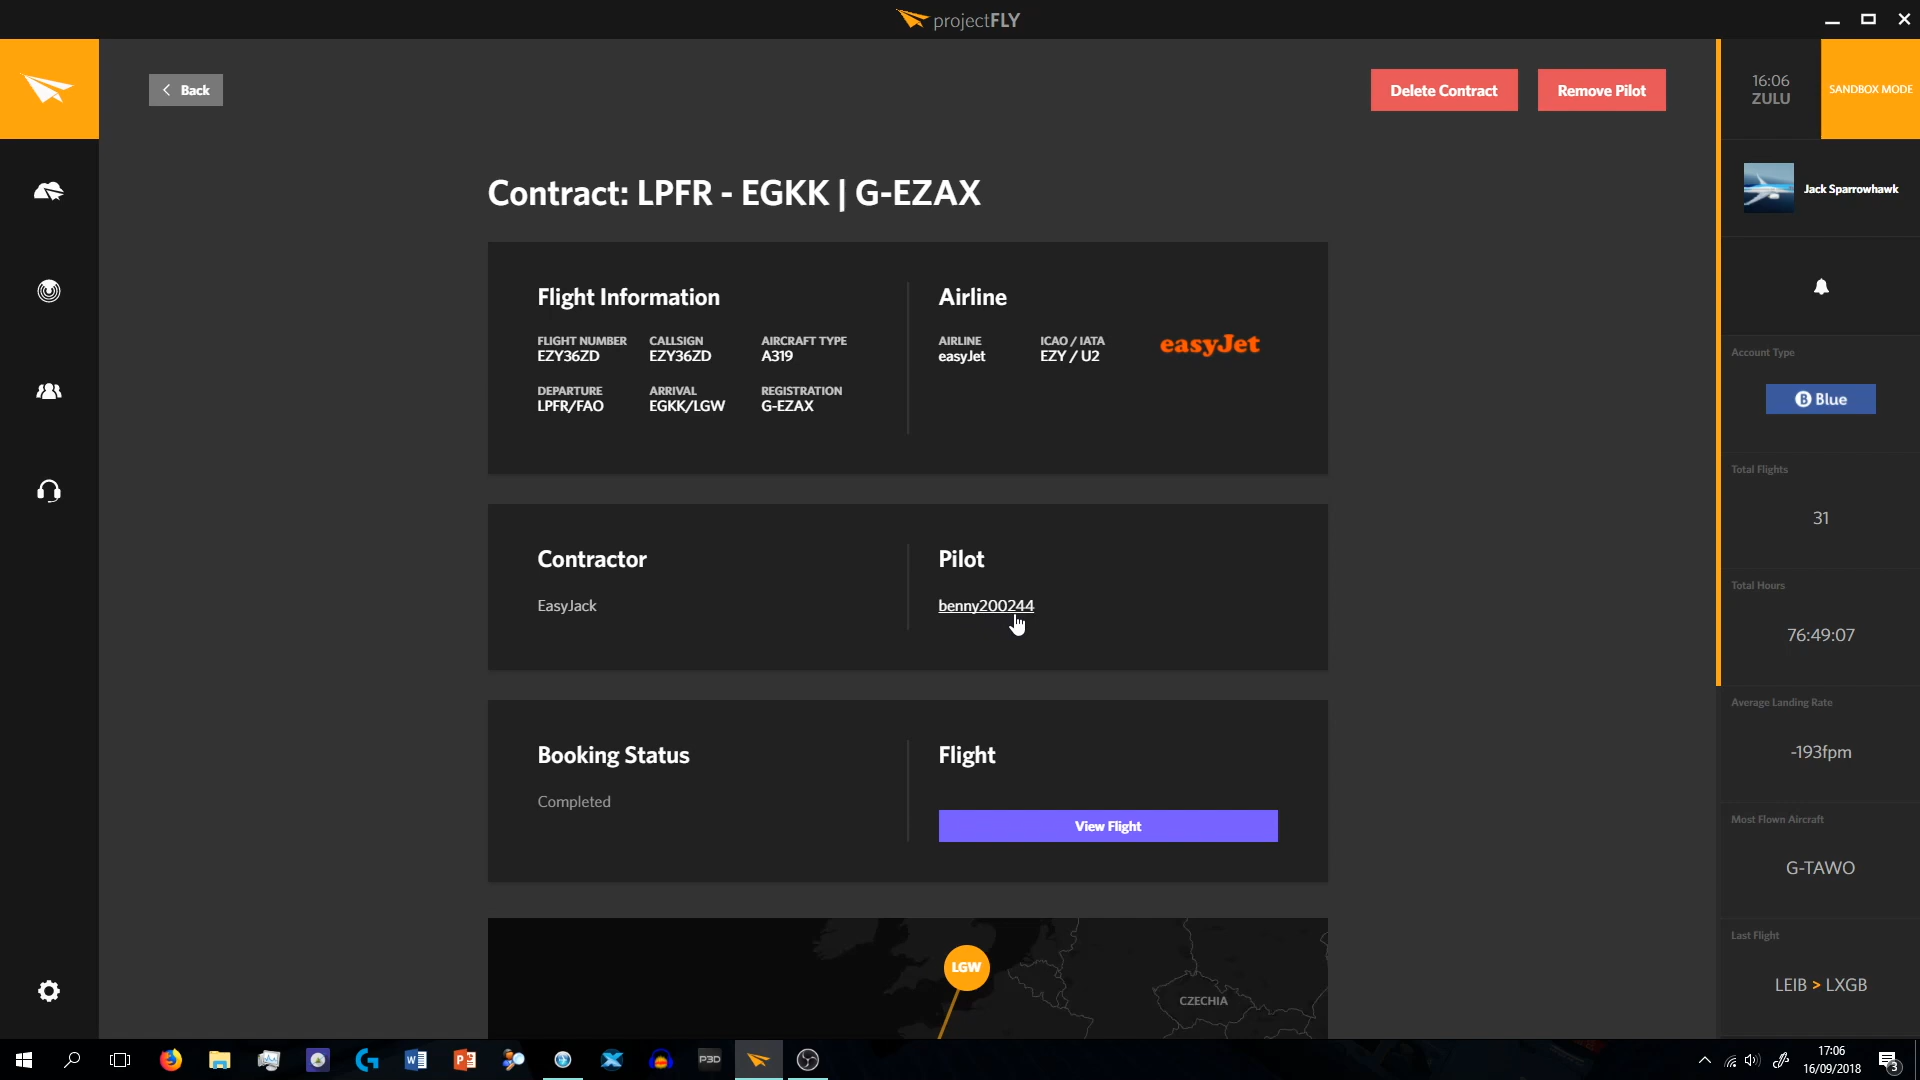 projectFLY
Back
Delete Contract
Remove Pilot
16:06
ZULU
SANDBOX MODE
Jack Sparrowhawk
Contract: LPFR - EGKK | G-EZAX
Flight Information
FLIGHT NUMBER
EZY36ZD
CALLSIGN
EZY36ZD
AIRCRAFT TYPE
A319
DEPARTURE
LPFR/FAO
ARRIVAL
EGKK/LGW
REGISTRATION
G-EZAX
Airline
AIRLINE
easyJet
ICAO / IATA
EZY / U2
easyJet
Contractor
EasyJack
Pilot
benny200244
Booking Status
Completed
Flight
View Flight
LGW
CZECHIA
Account Type
B Blue
Total Flights
31
Total Hours
76:49:07
Average Landing Rate
-193fpm
Most Flown Aircraft
G-TAWO
Last Flight
LEIB > LXGB
P3D
17:06
16/09/2018
3